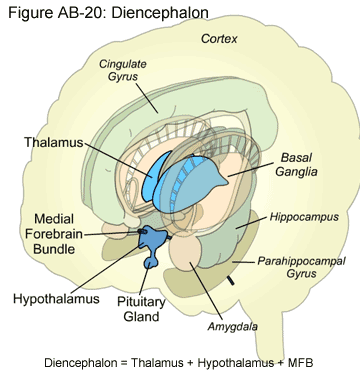 Figure AB-20: Diencephalon
Cortex
Cingulate
Gyrus
Thalamus
Basal
Ganglia
Medial
Forebrain
Bundle
Hippocampus
Parahippocampal
Gyrus
Hypothalamus
Pituitary
Gland
Amygdala
Diencephalon = Thalamus + Hypothalamus + MFB